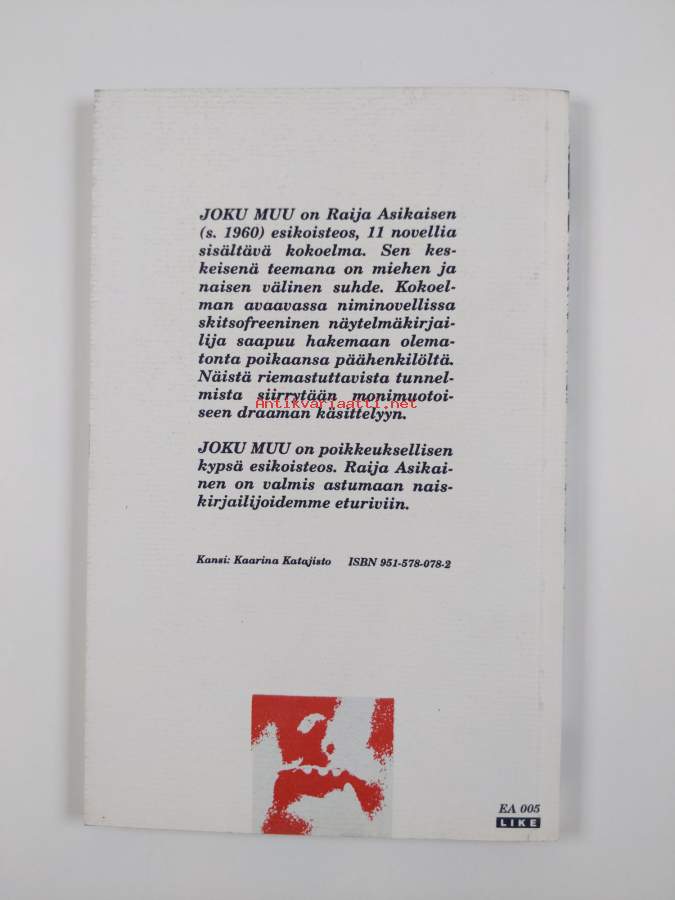 JOKU MUU on Raija Asikaisen
(s. 1960) esikoisteos, 11 novellia
sisältävä kokoelma. Sen kes-
keisenä teemana on miehen ja
naisen välinen suhde. Kokoel-
man avaavassa niminovellissa
skitsofreeninen näytelmäkirjai-
lija saapuu hakemaan olema-
tonta poikaansa päähenkilöltä.
Näistä riemastuttavista tunnel-
mista siirrytään monimuotoi-
Antikvariaatti.net
seen draaman käsittelyyn.
JOKU MUU on poikkeuksellisen
kypsä esikoisteos. Raija Asikai-
nen on valmis astumaan nais-
kirjailijoidemme eturiviin.
Kansi: Kaarina Katajisto ISBN 951-578-078-2
EA 005
LIKE